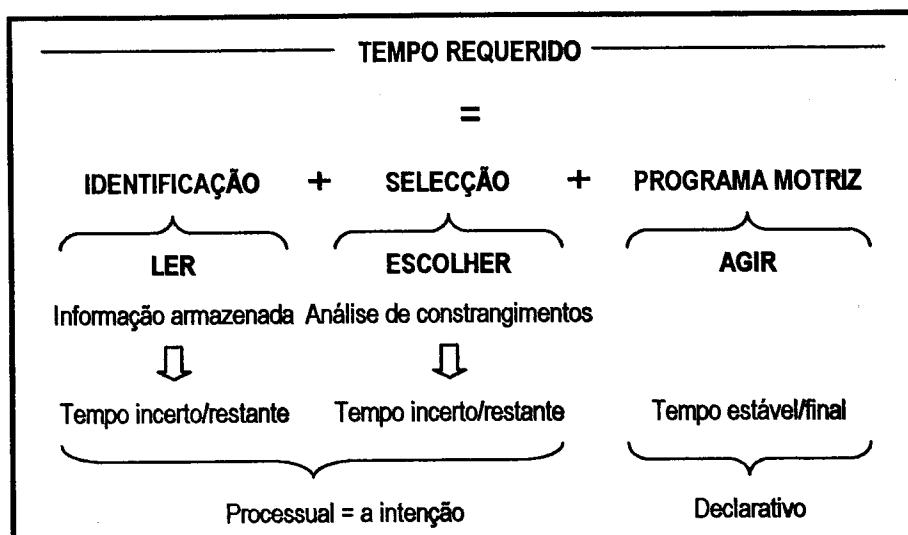 TEMPO REQUERIDO
=
IDENTIFICAÇÃO + SELECÇÃO + PROGRAMA MOTRIZ
LER ESCOLHER AGIR
Informação armazenada Análise de constrangimentos
Tempo incerto/restante Tempo incerto/restante Tempo estável/final
Processual = a intenção Declarativo